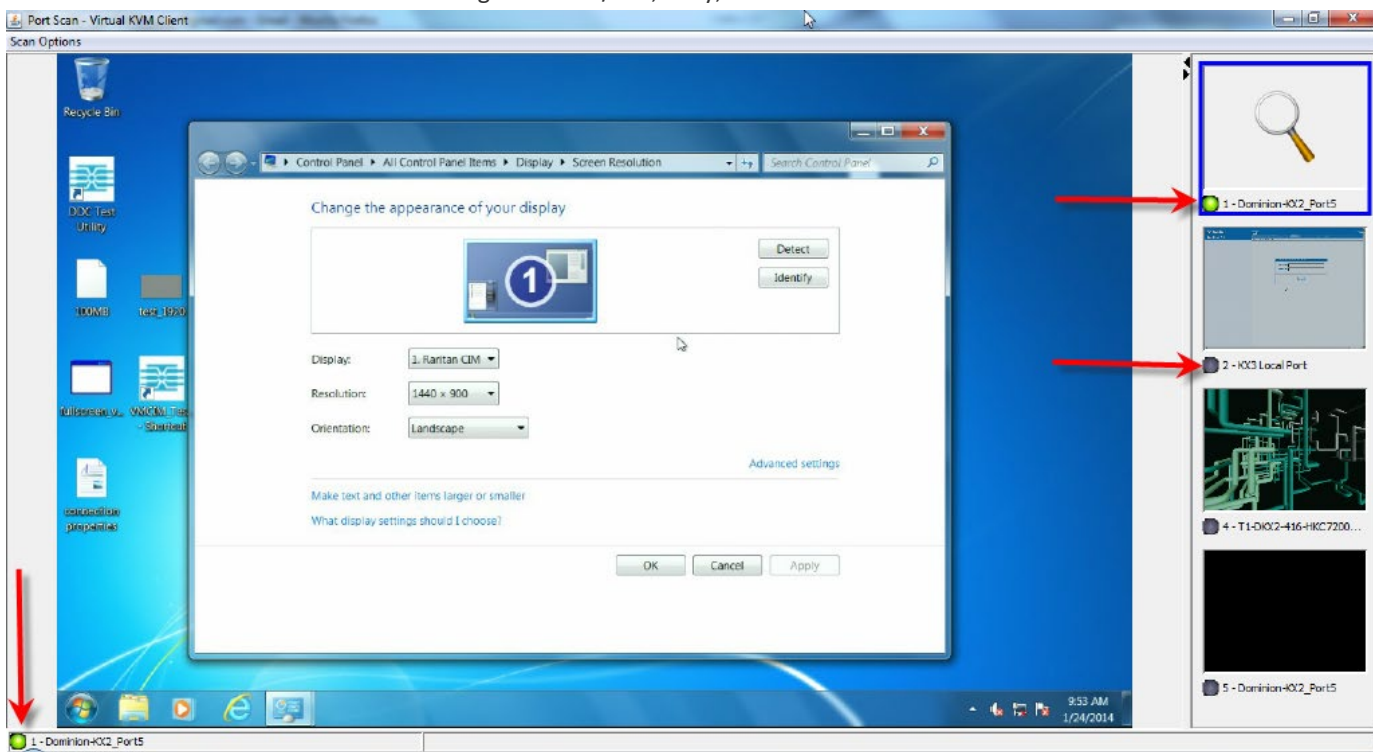 Port Scan - Virtual KVM Client
Scan Options
Recycle Bin
DDC Test
Utility
100MB
test_1920
- Shortcut
connection
properties
Control Panel ▸ All Control Panel Items ▸ Display ▸ Screen Resolution
Search Control Panel
Change the appearance of your display
1
Detect
Identify
Display:
1. Raritan CIM
Resolution:
1440 × 900
Orientation:
Landscape
Advanced settings
Make text and other items larger or smaller
What display settings should I choose?
OK
Cancel
Apply
9:53 AM
1/24/2014
1 - Dominion-KX2_Port5
2 - KX3 Local Port
4 - T1-DKX2-416-HKC7200...
5 - Dominion-KX2_Port5
1 - Dominion-KX2_Port5